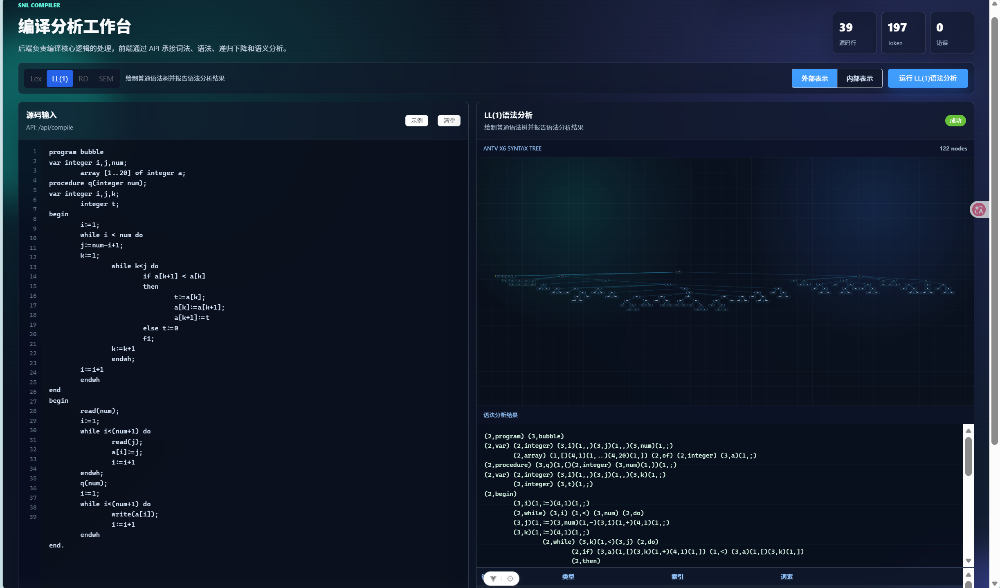 SNL COMPILER
编译分析工作台
后端负责编译核心逻辑的处理，前端通过 API 承接词法、语法、递归下降和语义分析。
39
源码行
197
Token
0
错误
Lex
LL(1)
RD
SEM
绘制普通语法树并报告语法分析结果
外部表示
内部表示
运行 LL(1)语法分析
源码输入
API: /api/compile
示例
清空
1
2
3
4
5
6
7
8
9
10
11
12
13
14
15
16
17
18
19
20
21
22
23
24
25
26
27
28
29
30
31
32
33
34
35
36
37
38
39
program bubble
var integer i,j,num;
        array [1..20] of integer a;
procedure q(integer num);
var integer i,j,k;
        integer t;
begin
        i:=1;
        while i < num do
        j:=num-i+1;
        k:=1;
                while k<j do
                        if a[k+1] < a[k]
                        then
                                t:=a[k];
                                a[k]:=a[k+1];
                                a[k+1]:=t
                        else t:=0
                        fi;
                k:=k+1
                endwh;
        i:=i+1
        endwh
end
begin
        read(num);
        i:=1;
        while i<(num+1) do
                read(j);
                a[i]:=j;
                i:=i+1
        endwh;
        q(num);
        i:=1;
        while i<(num+1) do
                write(a[i]);
                i:=i+1
        endwh
end.
LL(1)语法分析
绘制普通语法树并报告语法分析结果
成功
ANTV X6 SYNTAX TREE
122 nodes
语法分析结果
(2,program) (3,bubble)
(2,var) (2,integer) (3,i)(1,,)(3,j)(1,,)(3,num)(1,;)
        (2,array) (1,[)(4,1)(1,..)(4,20)(1,]) (2,of) (2,integer) (3,a)(1,;)
(2,procedure) (3,q)(1,()(2,integer) (3,num)(1,))(1,;)
(2,var) (2,integer) (3,i)(1,,)(3,j)(1,,)(3,k)(1,;)
        (2,integer) (3,t)(1,;)
(2,begin)
        (3,i)(1,:=)(4,1)(1,;)
        (2,while) (3,i) (1,<) (3,num) (2,do)
        (3,j)(1,:=)(3,num)(1,-)(3,i)(1,+)(4,1)(1,;)
        (3,k)(1,:=)(4,1)(1,;)
                (2,while) (3,k)(1,<)(3,j) (2,do)
                        (2,if) (3,a)(1,[)(3,k)(1,+)(4,1)(1,]) (1,<) (3,a)(1,[)(3,k)(1,])
                        (2,then)
类型
索引
词素